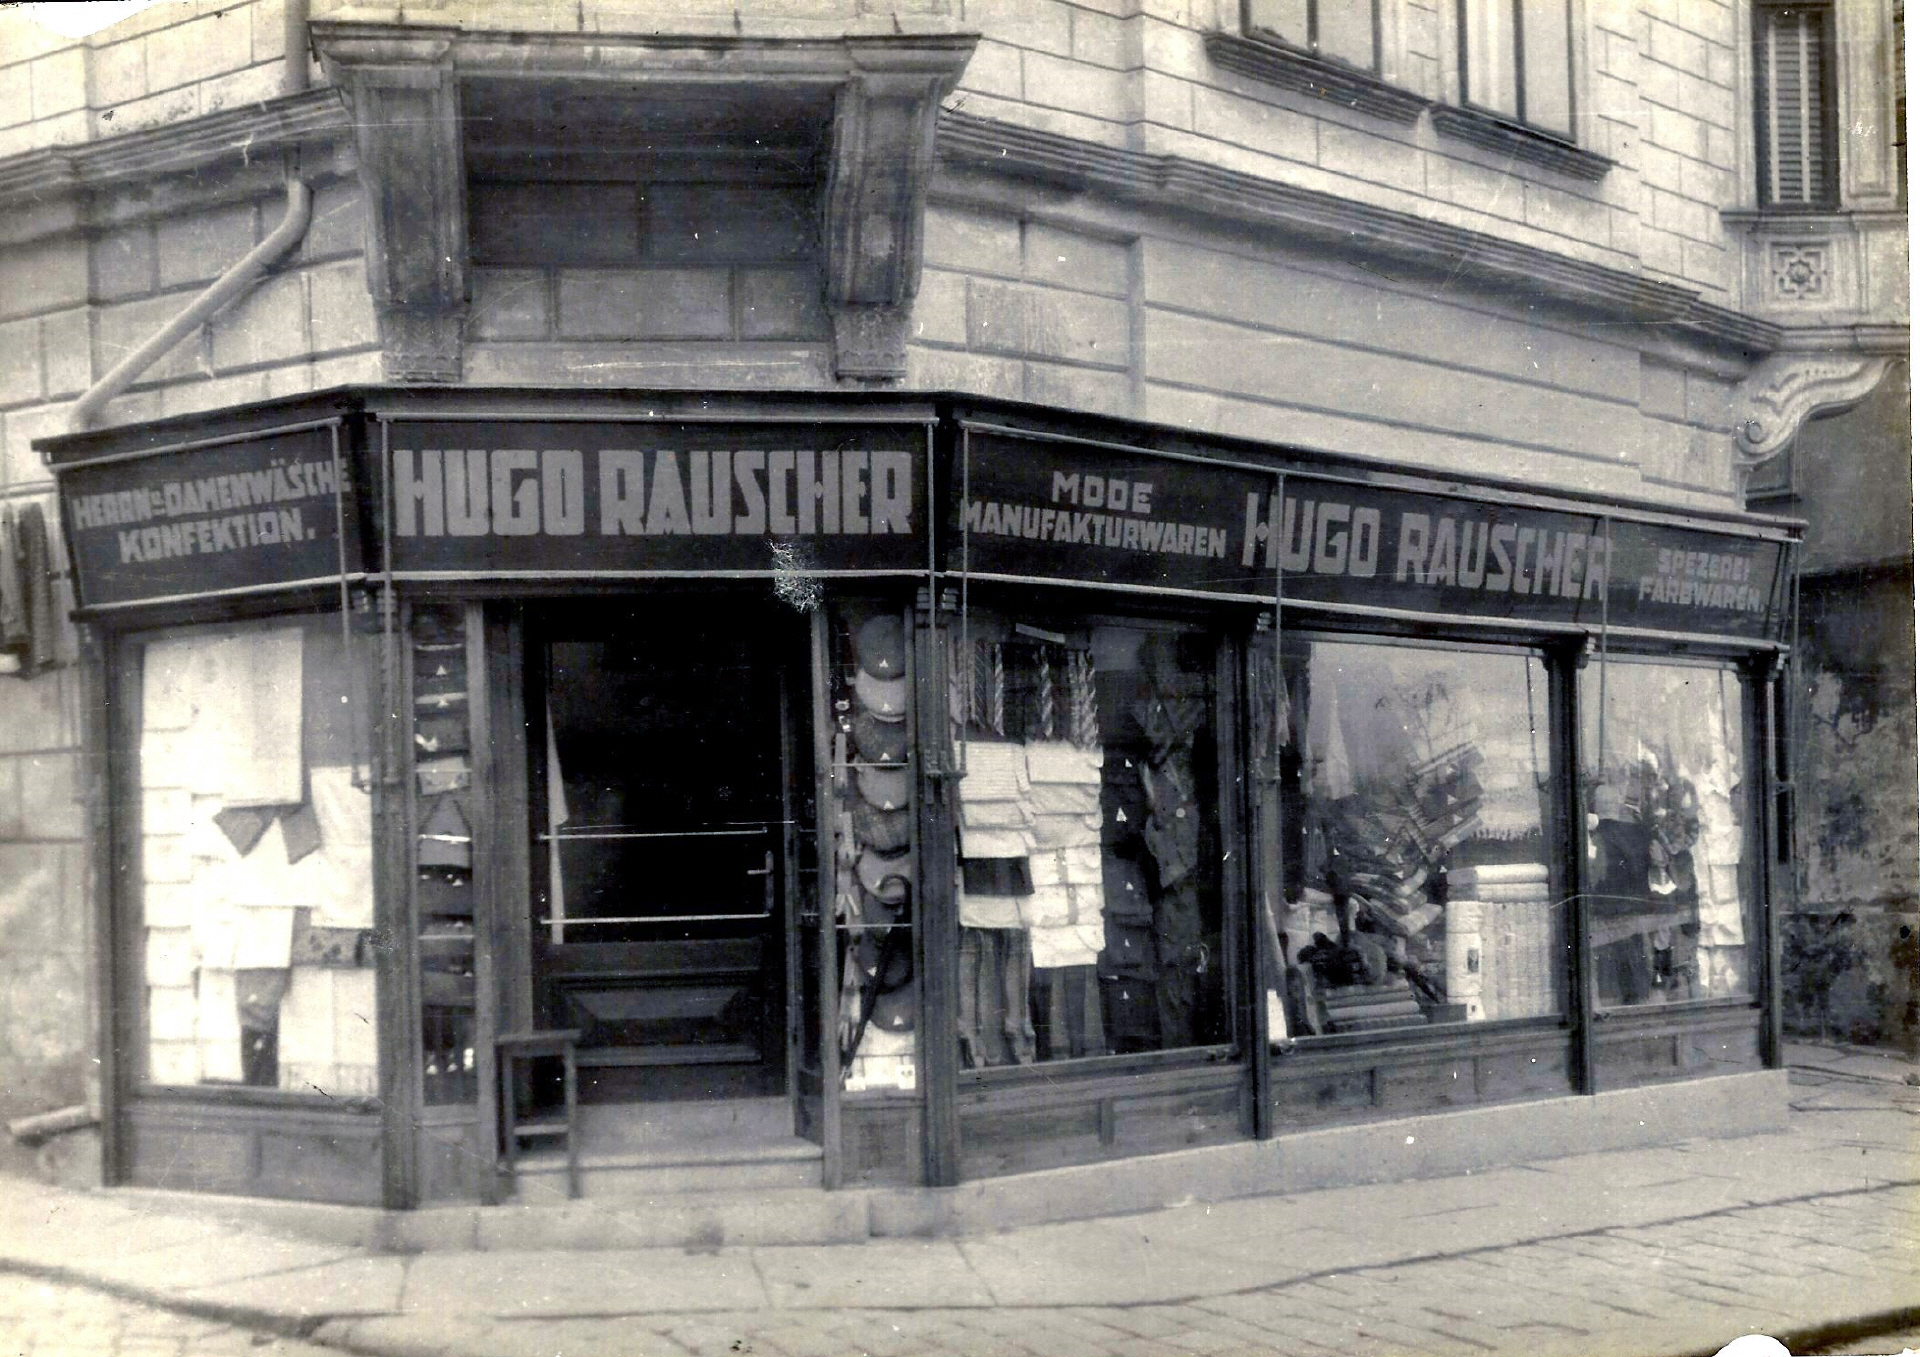 HERRN- U. DAMENWÄSCHE
KONFEKTION.
HUGO RAUSCHER
MODE
MANUFAKTURWAREN
HUGO RAUSCHER
SPEZEREI
FARBWAREN.